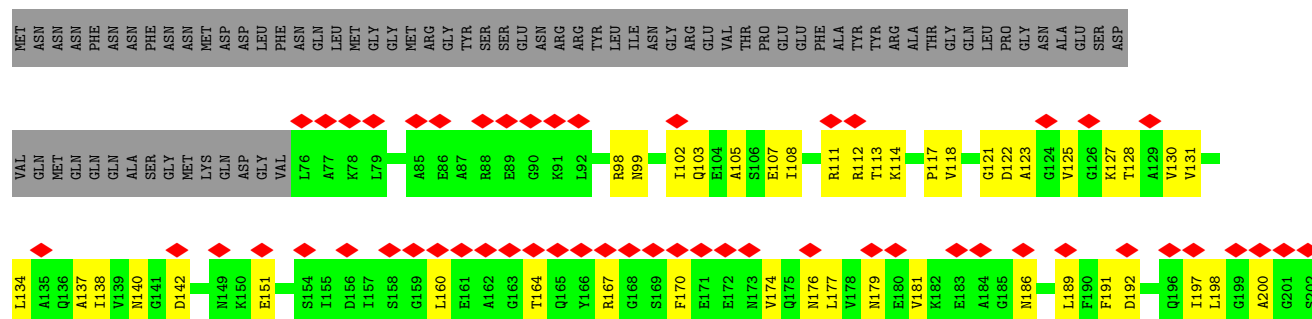 MET ASN ASN ASN PHE ASN ASN PHE ASN ASN MET ASP ASP LEU PHE ASN GLN LEU MET GLY GLY MET ARG GLY TYR SER SER GLU ASN ARG ARG TYR LEU ILE ASN GLY ARG GLU VAL THR PRO GLU GLU PHE ALA TYR TYR ARG ALA THR GLY GLN LEU PRO GLY ASN ALA GLU SER ASP
VAL GLN MET GLN GLN GLN ALA SER GLY MET LYS GLN ASP GLY VAL L76 A77 K78 L79 A85 E86 A87 R88 E89 G90 K91 L92 R98 N99 I102 Q103 E104 A105 S106 E107 I108 R111 R112 T113 K114 P117 V118 G121 D122 A123 G124 V125 G126 K127 T128 A129 V130 V131
L134 A135 Q136 A137 I138 V139 N140 G141 D142 N149 K150 E151 S154 I155 D156 I157 S158 G159 L160 E161 A162 G163 T164 Q165 Y166 R167 G168 S169 F170 E171 E172 N173 V174 Q175 N176 L177 V178 N179 E180 V181 K182 E183 A184 G185 N186 L189 F190 F191 D192 Q196 I197 L198 G199 A200 G201